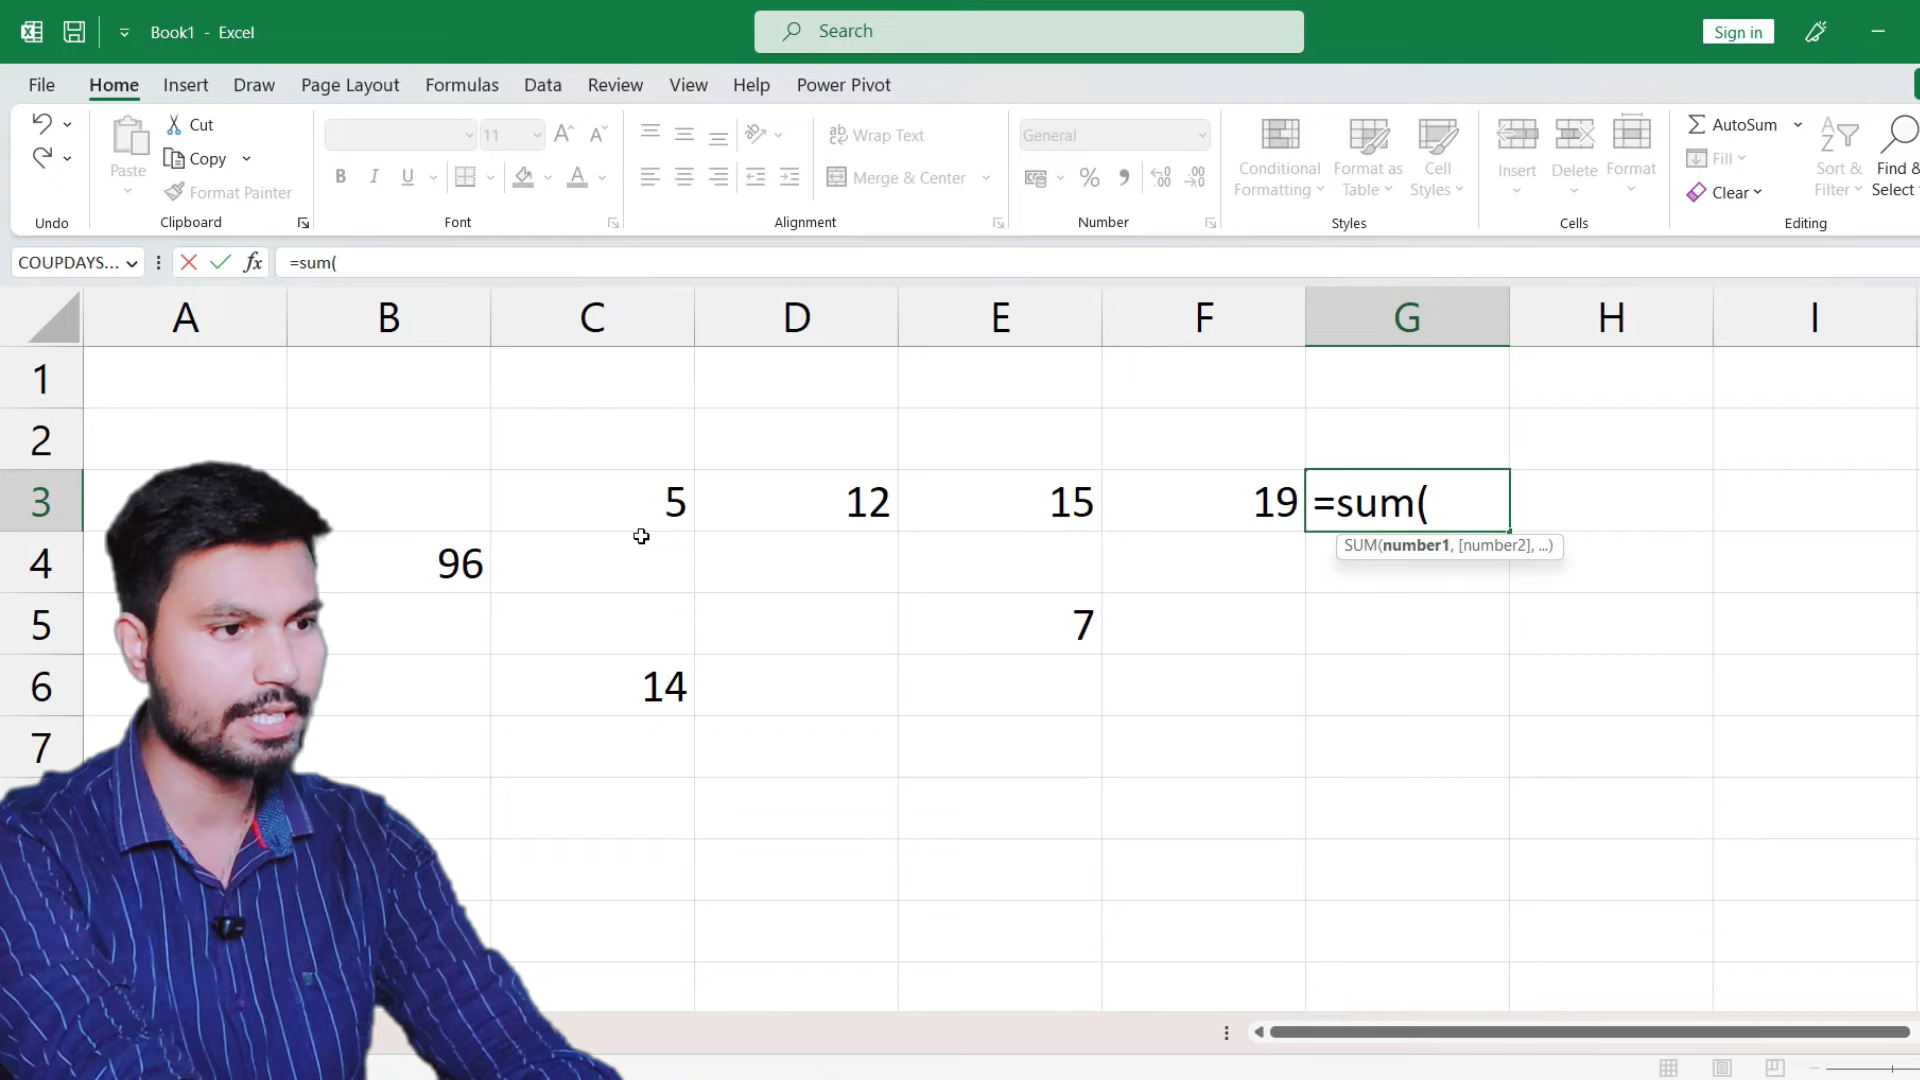 Book1 - Excel
Search
Sign in
File Home Insert Draw Page Layout Formulas Data Review View Help Power Pivot
Undo
Paste
Cut
Copy
Format Painter
Clipboard
11
B I U
A
Font
Wrap Text
Merge & Center
Alignment
General
%
Number
Conditional Formatting
Format as Table
Cell Styles
Styles
Insert
Delete
Format
Cells
AutoSum
Fill
Clear
Sort & Filter
Find & Select
Editing
COUPDAYS... fx =sum(
A B C D E F G H I
1
2
3 5 12 15 19 =sum(
SUM(number1, [number2], ...)
4 96
5 7
6 14
7